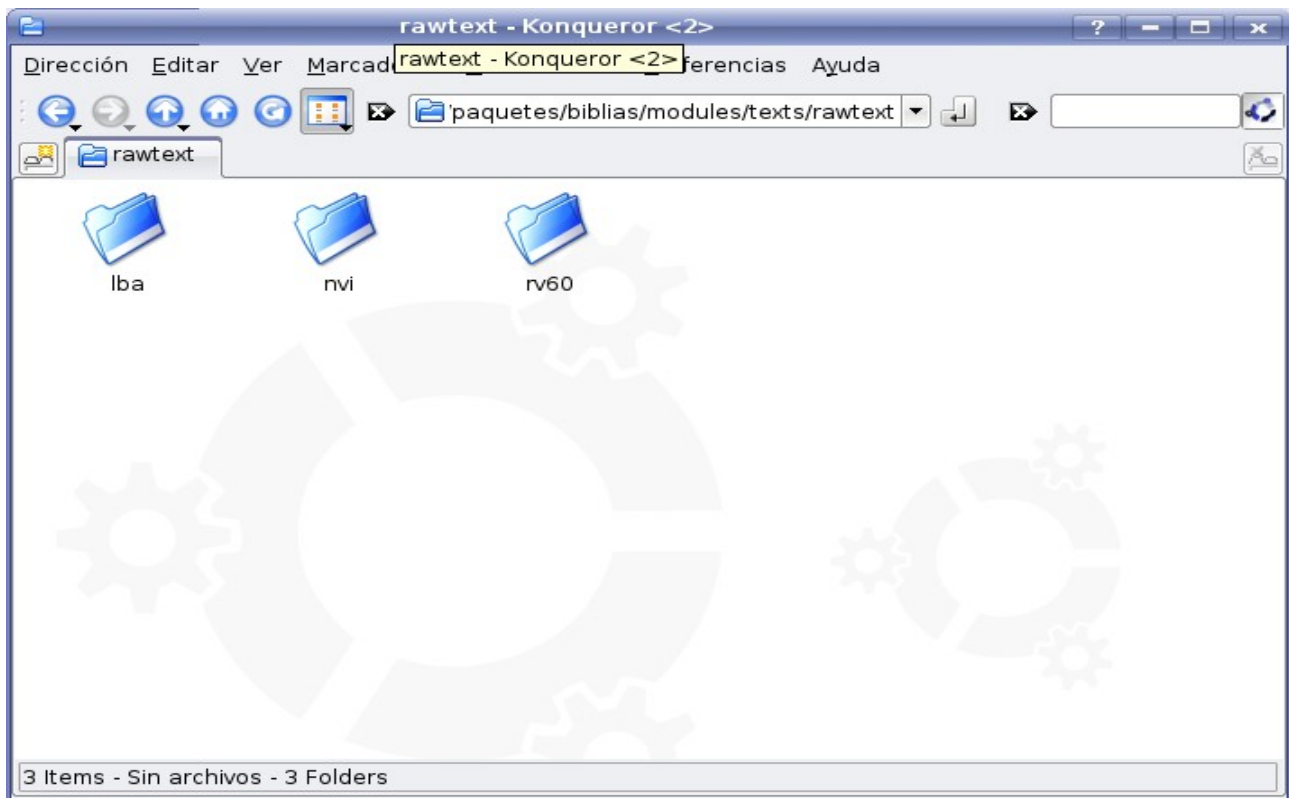 rawtext - Konqueror <2>
Dirección Editar Ver Marcad ferencias Ayuda
rawtext - Konqueror <2>
'paquetes/biblias/modules/texts/rawtext
rawtext
lba nvi rv60
3 Items - Sin archivos - 3 Folders